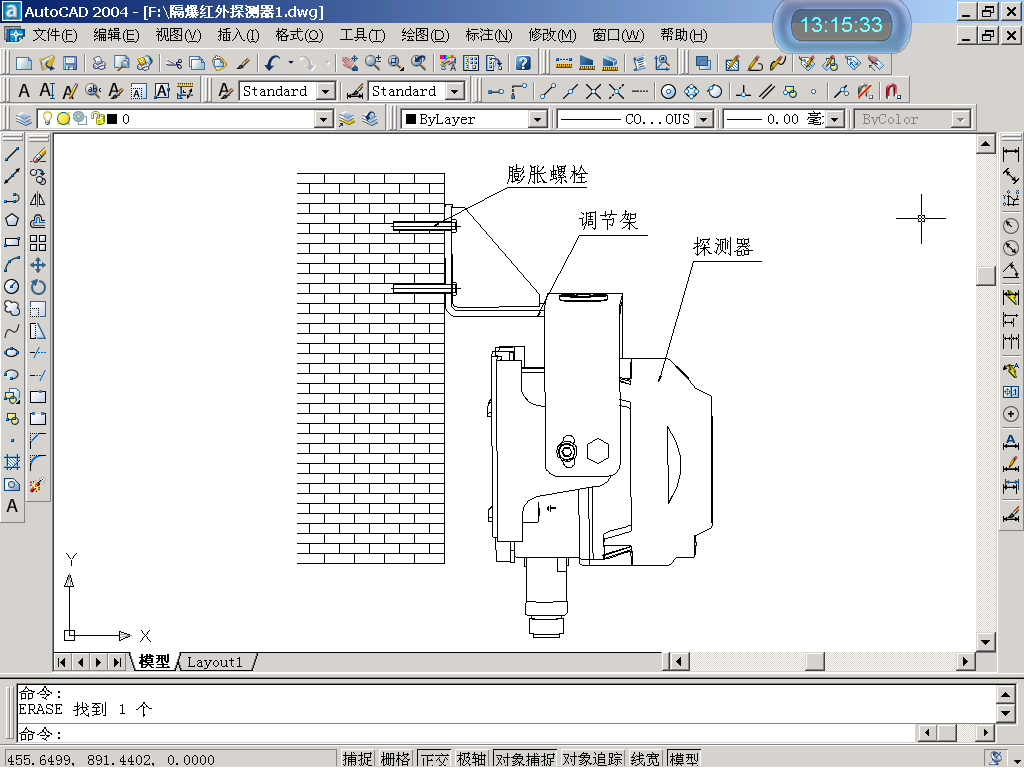 AutoCAD 2004 - [F:\隔爆红外探测器1.dwg]
13:15:33
文件(F) 编辑(E) 视图(V) 插入(I) 格式(O) 工具(T) 绘图(D) 标注(N) 修改(M) 窗口(W) 帮助(H)
Standard Standard
0 ByLayer CO...OUS 0.00 毫 ByColor
膨胀螺栓
调节架
探测器
Y
X
模型 Layout1
命令:
ERASE 找到 1 个
命令:
455.6499, 891.4402, 0.0000 捕捉 栅格 正交 极轴 对象捕捉 对象追踪 线宽 模型